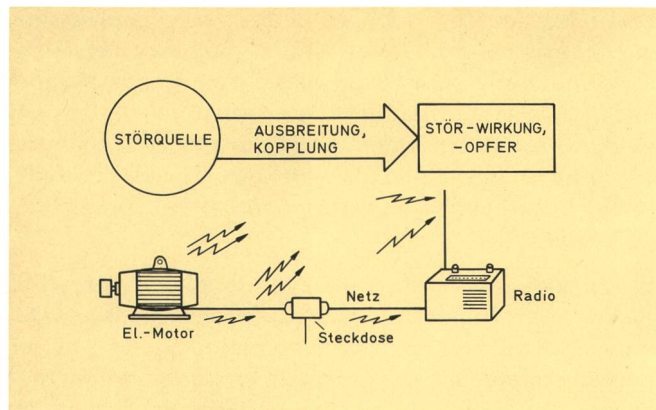 STÖRQUELLE
AUSBREITUNG,
KOPPLUNG
STÖR-WIRKUNG,
-OPFER
El.-Motor
Netz
Steckdose
Radio